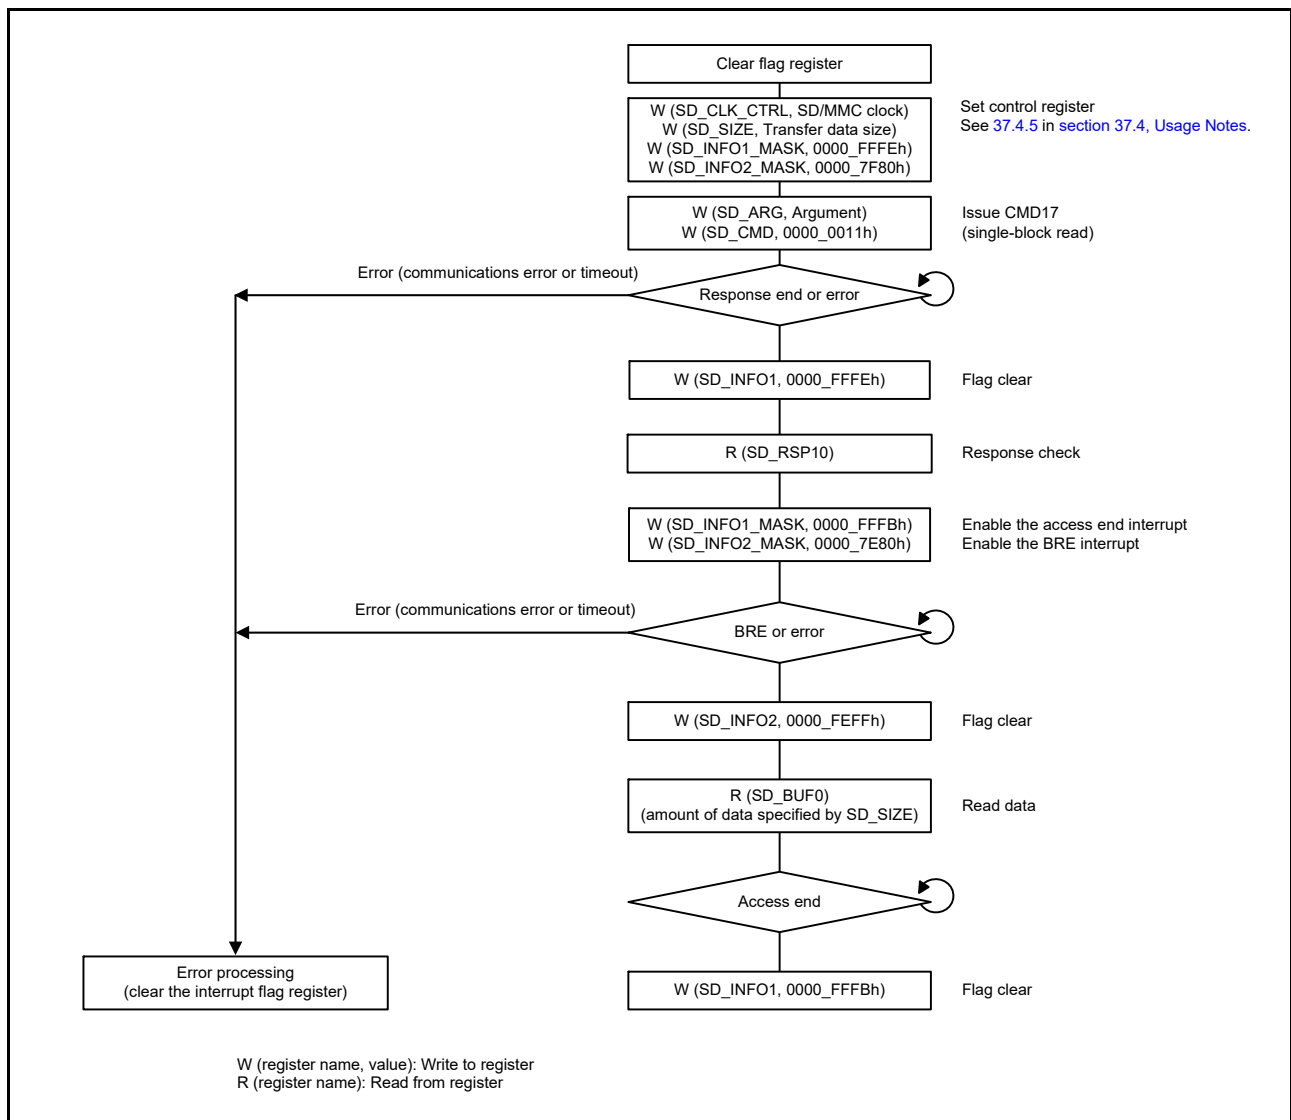 Clear flag register
W (SD_CLK_CTRL, SD/MMC clock)
W (SD_SIZE, Transfer data size)
W (SD_INFO1_MASK, 0000_FFFEh)
W (SD_INFO2_MASK, 0000_7F80h)
Set control register
See 37.4.5 in section 37.4, Usage Notes.
W (SD_ARG, Argument)
W (SD_CMD, 0000_0011h)
Issue CMD17
(single-block read)
Error (communications error or timeout)
Response end or error
W (SD_INFO1, 0000_FFFEh)
Flag clear
R (SD_RSP10)
Response check
W (SD_INFO1_MASK, 0000_FFFBh)
W (SD_INFO2_MASK, 0000_7E80h)
Enable the access end interrupt
Enable the BRE interrupt
Error (communications error or timeout)
BRE or error
W (SD_INFO2, 0000_FEFFh)
Flag clear
R (SD_BUF0)
(amount of data specified by SD_SIZE)
Read data
Access end
Error processing
(clear the interrupt flag register)
W (SD_INFO1, 0000_FFFBh)
Flag clear
W (register name, value): Write to register
R (register name): Read from register